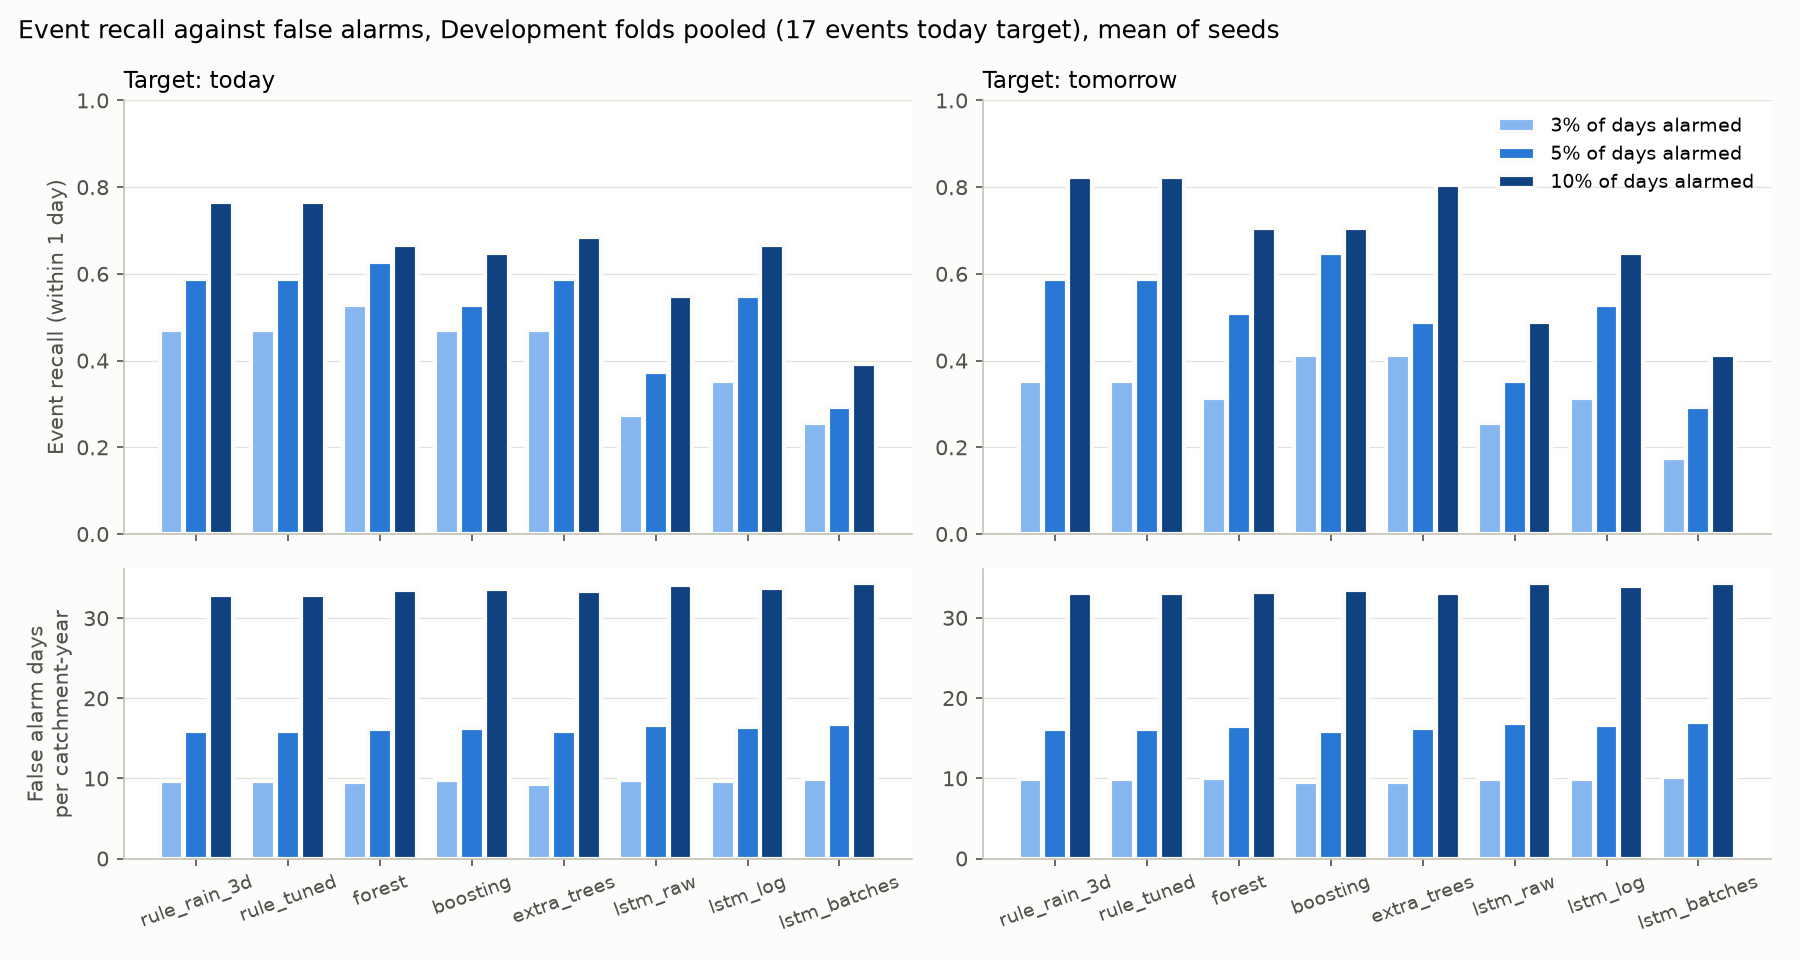 Event recall against false alarms, Development folds pooled (17 events today target), mean of seeds
Target: today
Target: tomorrow
Event recall (within 1 day)
1.0
0.8
0.6
0.4
0.2
0.0
1.0
0.8
0.6
0.4
0.2
0.0
3% of days alarmed
5% of days alarmed
10% of days alarmed
False alarm days
per catchment-year
30
20
10
0
30
20
10
0
rule_rain_3d
rule_tuned
forest
boosting
extra_trees
lstm_raw
lstm_log
lstm_batches
rule_rain_3d
rule_tuned
forest
boosting
extra_trees
lstm_raw
lstm_log
lstm_batches